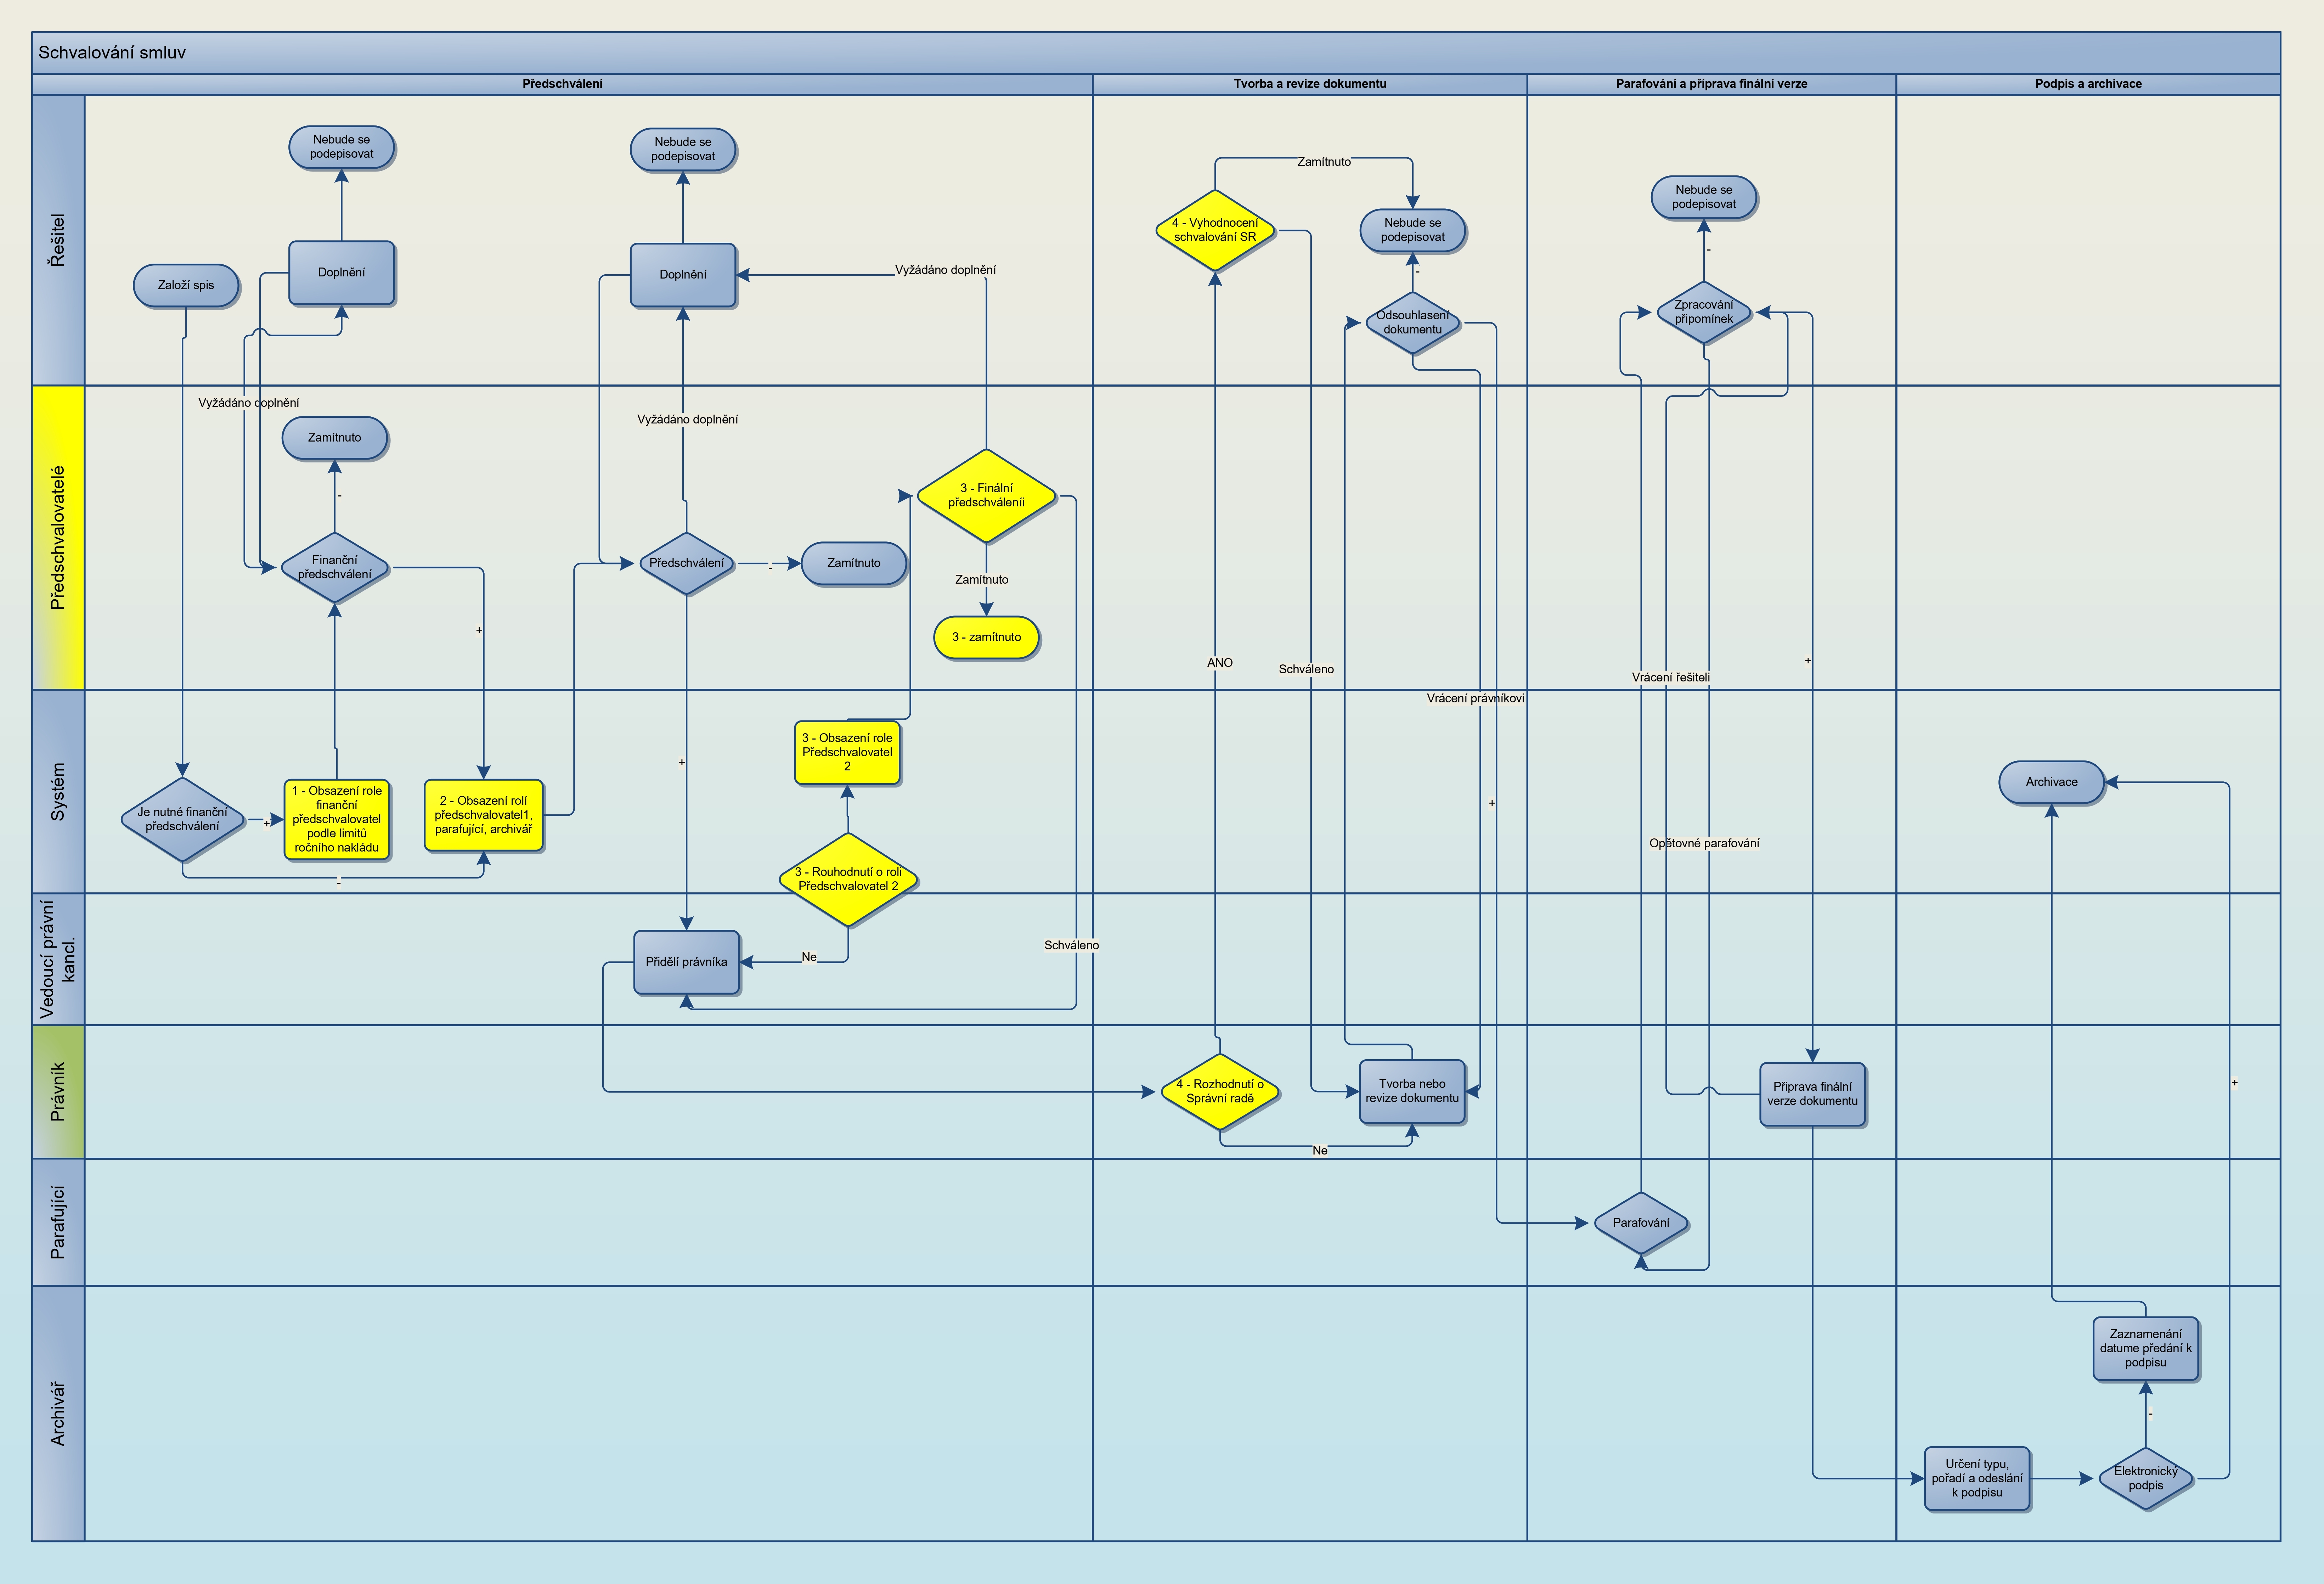 Schvalování smluv
Předschválení
Tvorba a revize dokumentu
Parafování a příprava finální verze
Podpis a archivace
Řešitel
Nebude se
podepisovat
Nebude se
podepisovat
Zamítnuto
Nebude se
podepisovat
4 - Vyhodnocení
schvalování SR
Nebude se
podepisovat
-
Založí spis
Doplnění
Doplnění
Vyžádáno doplnění
-
Odsouhlasení
dokumentu
Zpracování
připomínek
Předschvalovatelé
Vyžádáno doplnění
Zamítnuto
-
Finanční
předschválení
+
Vyžádáno doplnění
Předschválení
-
Zamítnuto
3 - Finální
předschváleníi
Zamítnuto
3 - zamítnuto
ANO
Schváleno
Vrácení právníkovi
Vrácení řešiteli
+
Systém
Je nutné finanční
předschválení
+
-
1 - Obsazení role
finanční
předschvalovatel
podle limitů
ročního nakládu
2 - Obsazení rolí
předschvalovatel1,
parafující, archivář
+
3 - Obsazení role
Předschvalovatel
2
3 - Rouhodnutí o roli
Předschvalovatel 2
+
Opětovné parafování
Archivace
Vedoucí právní
kancl.
Přidělí právníka
Ne
Schváleno
Právník
4 - Rozhodnutí o
Správní radě
Ne
Tvorba nebo
revize dokumentu
Připrava finální
verze dokumentu
+
Parafující
Parafování
Archivář
Zaznamenání
datume předání k
podpisu
-
Určení typu,
pořadí a odeslání
k podpisu
Elektronický
podpis